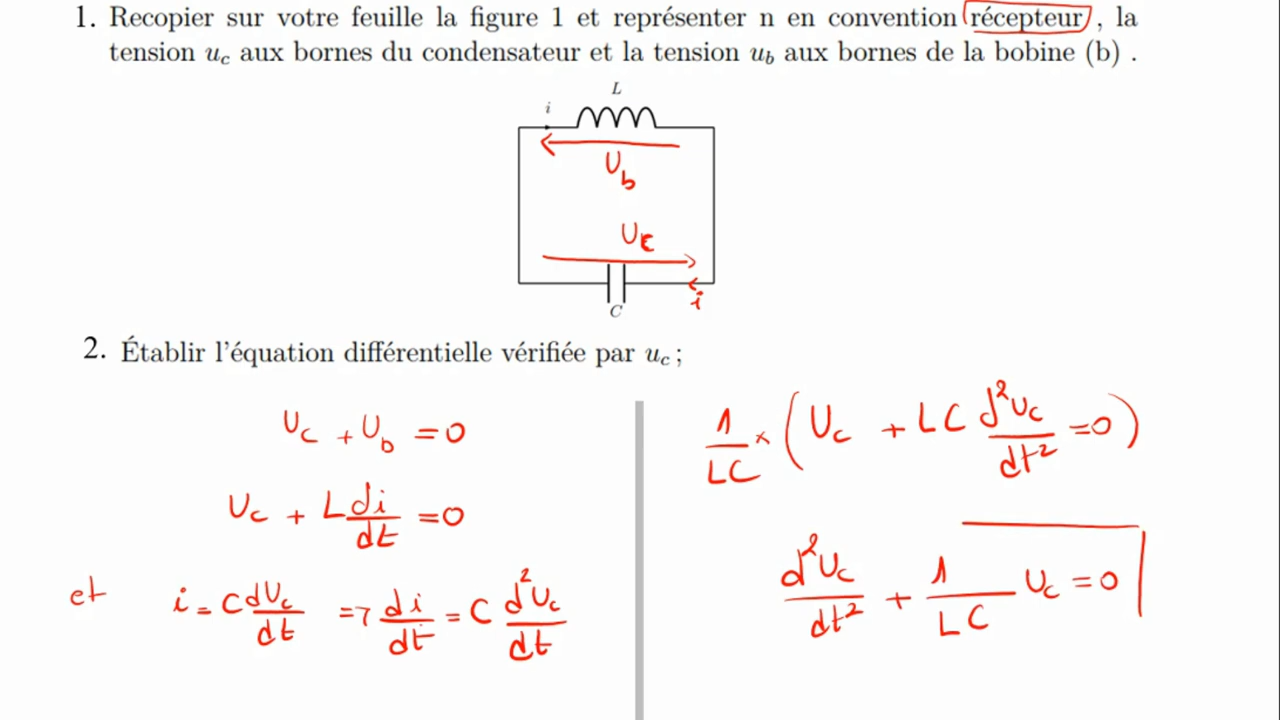 1. Recopier sur votre feuille la figure 1 et représenter n en convention récepteur , la
tension u_c aux bornes du condensateur et la tension u_b aux bornes de la bobine (b) .
L
i
U_b
U_c
i
C
2. Établir l'équation différentielle vérifiée par u_c ;
U_c + U_b = 0
U_c + L di/dt = 0
et i = C dU_c/dt => di/dt = C d²U_c/dt
1/LC × ( U_c + LC d²U_c/dt² = 0 )
d²U_c/dt² + 1/LC U_c = 0